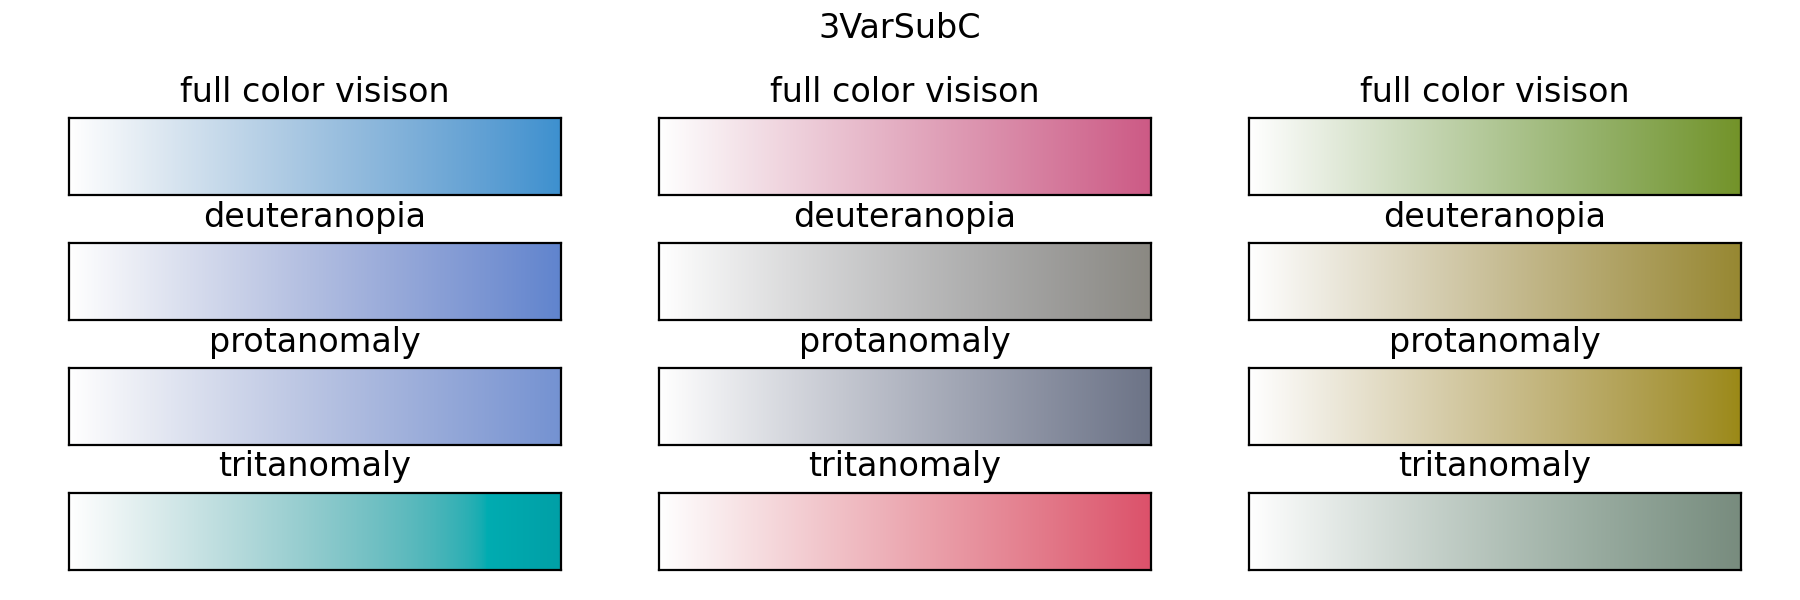 3VarSubC
full color visison
full color visison
full color visison
deuteranopia
deuteranopia
deuteranopia
protanomaly
protanomaly
protanomaly
tritanomaly
tritanomaly
tritanomaly